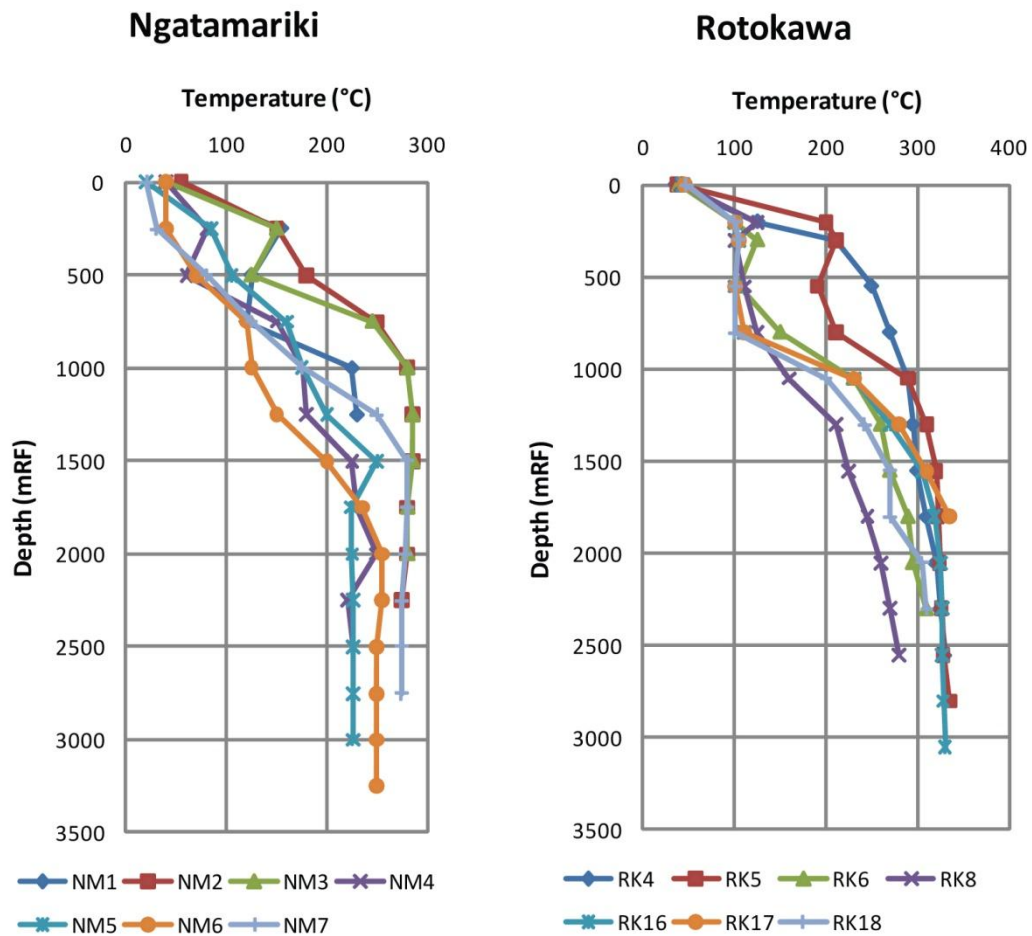 Ngatamariki
Temperature (°C)
0 100 200 300
0
500
1000
1500
2000
2500
3000
3500
Depth (mRF)
NM1 NM2 NM3 NM4
NM5 NM6 NM7
Rotokawa
Temperature (°C)
0 100 200 300 400
0
500
1000
1500
2000
2500
3000
3500
Depth (mRF)
RK4 RK5 RK6 RK8
RK16 RK17 RK18